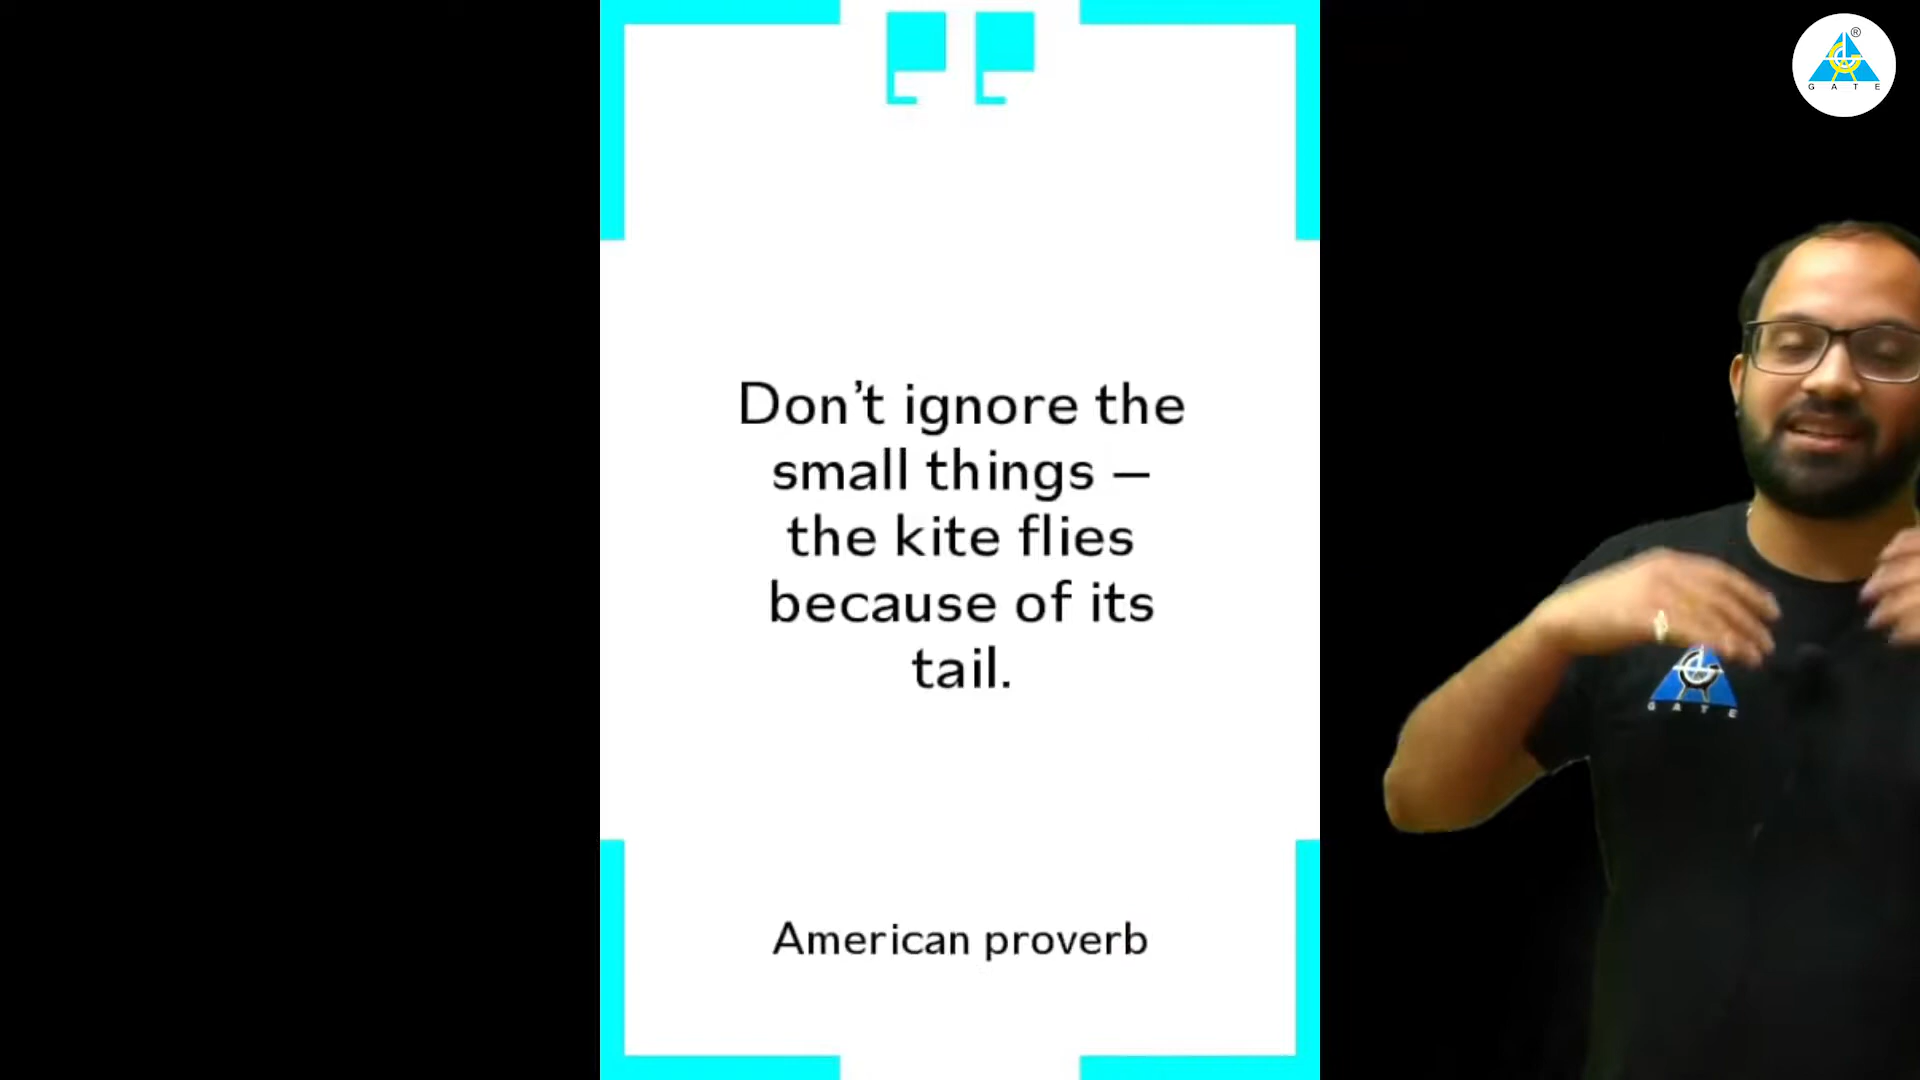 ®
G A T E
Don’t ignore the
small things –
the kite flies
because of its
tail.
G A T E
American proverb